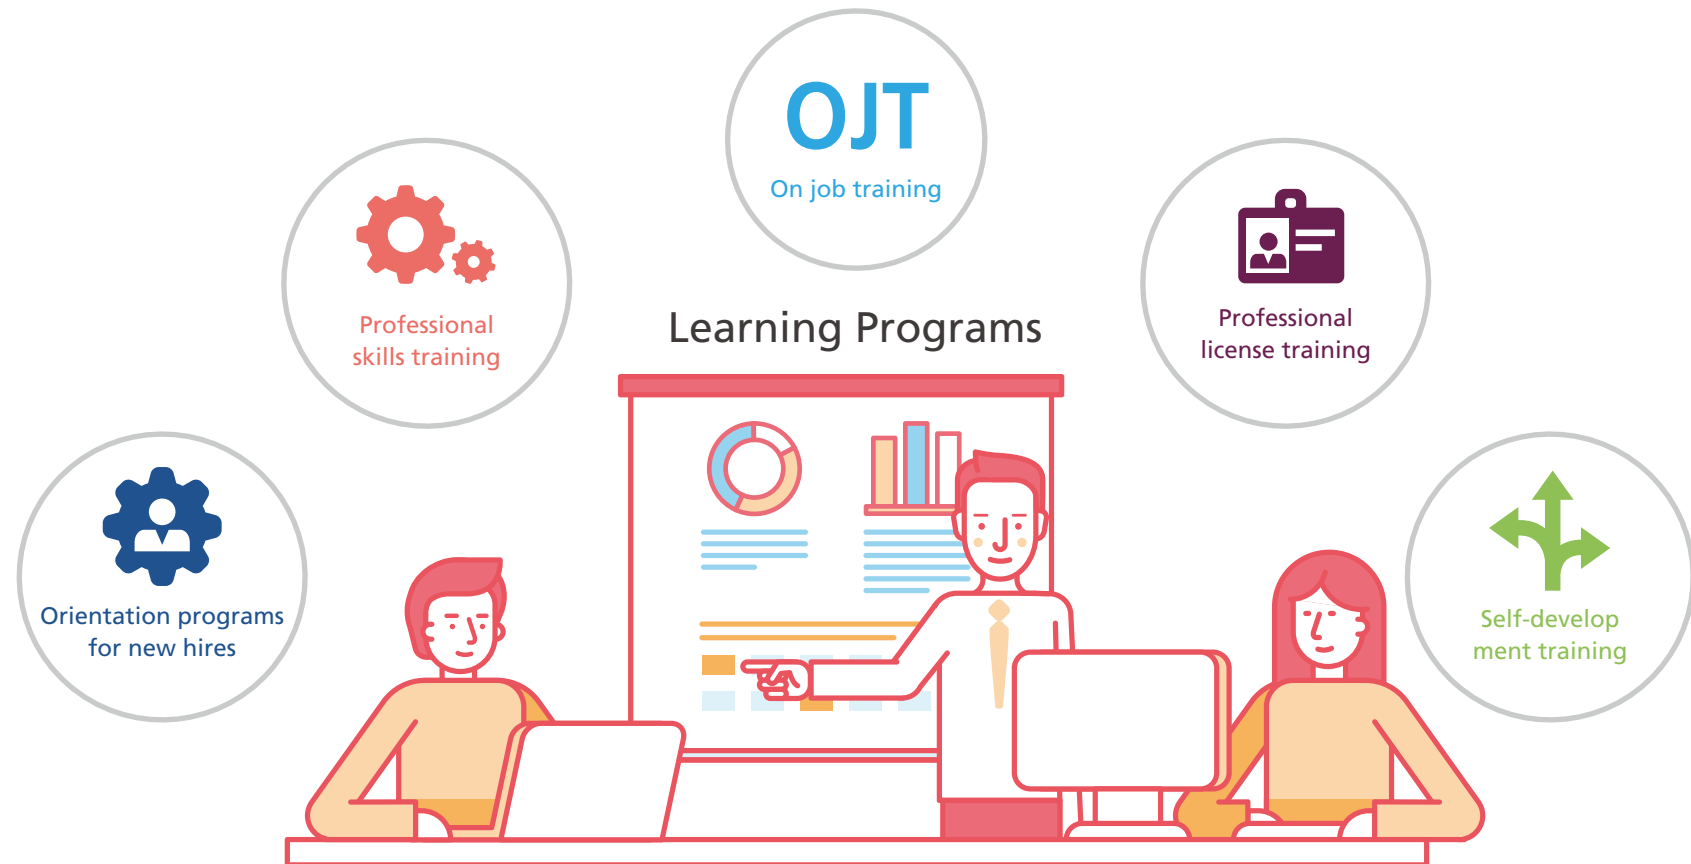 OJT
On job training
Professional
skills training
Professional
license training
Learning Programs
Orientation programs
for new hires
Self-develop
ment training